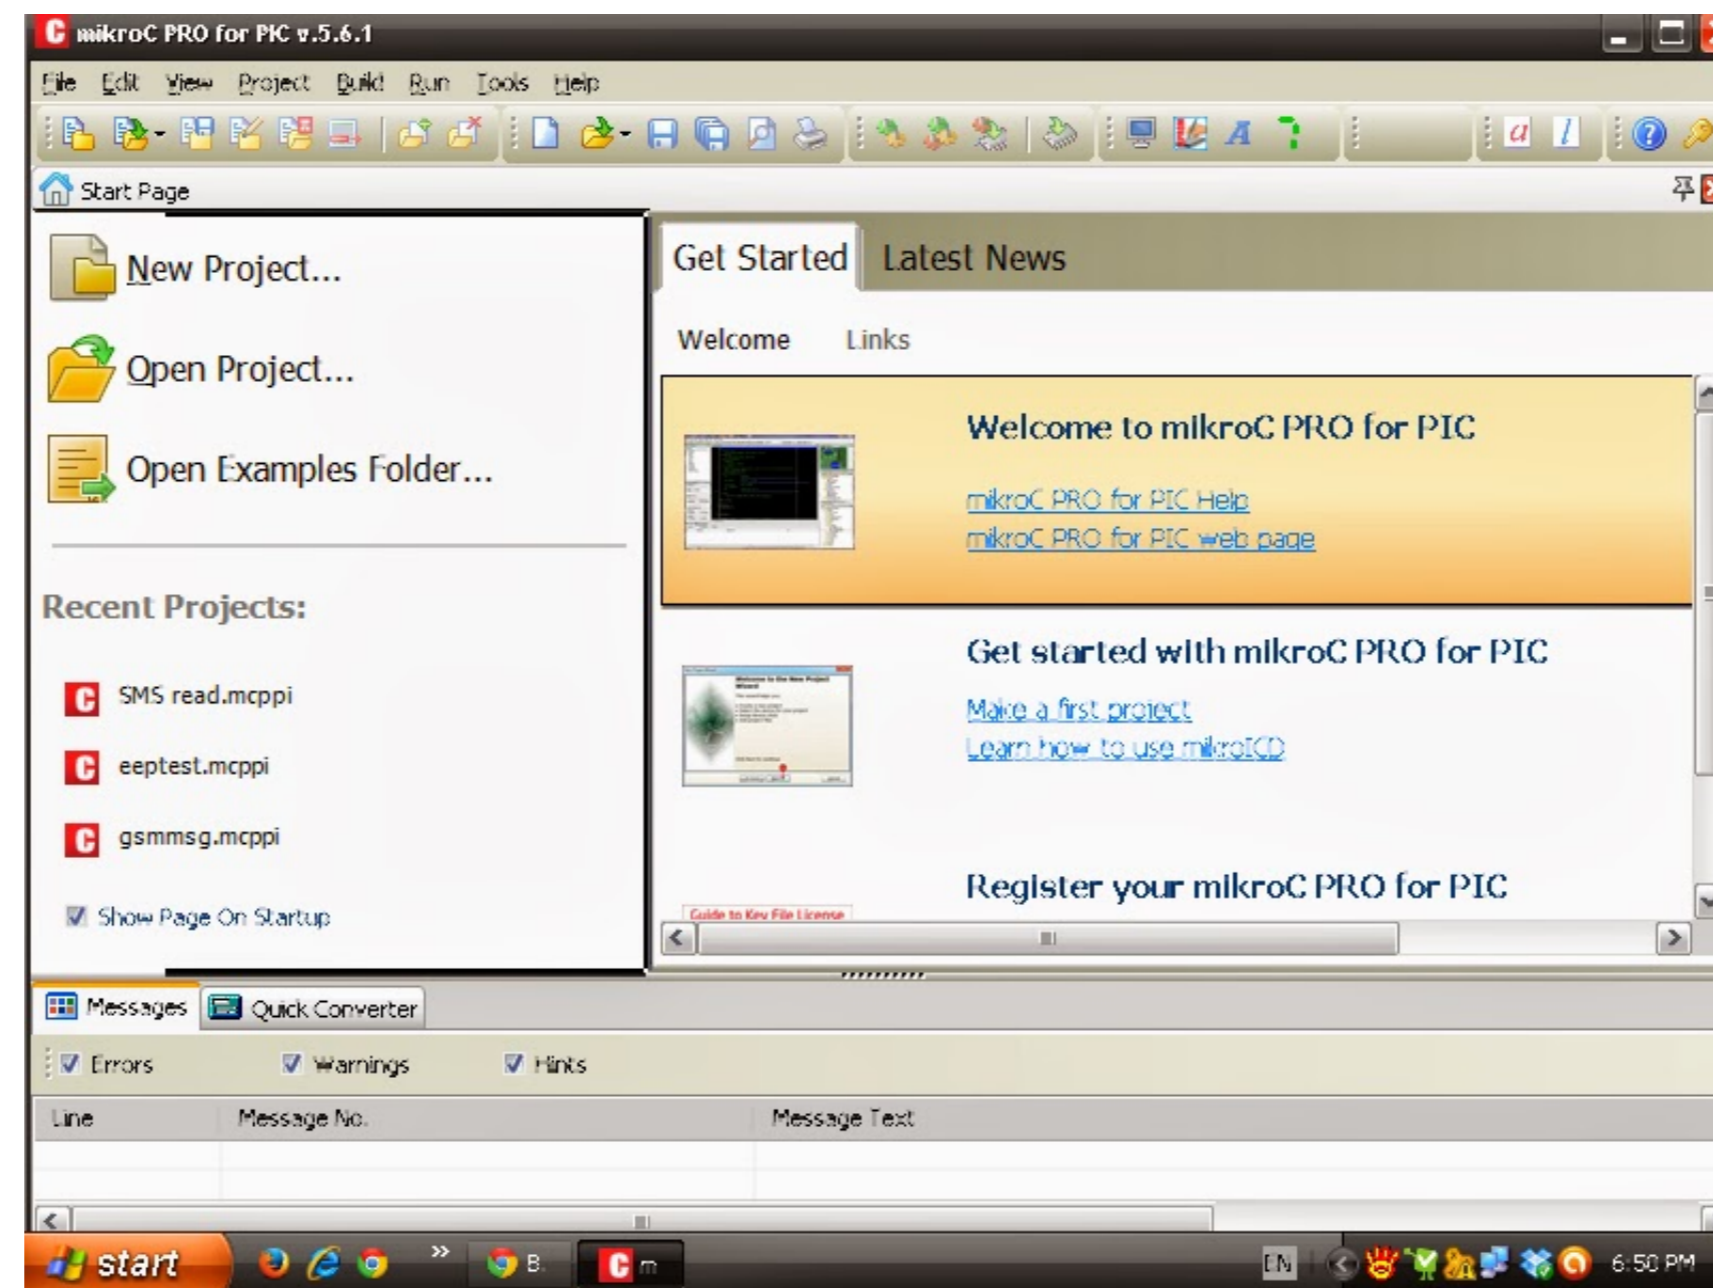 mikroC PRO for PIC v.5.6.1
File Edit View Project Build Run Tools Help
Start Page
New Project...
Open Project...
Open Examples Folder...
Recent Projects:
SMS read.mcppi
eeptest.mcppi
gsmmsg.mcppi
Show Page On Startup
Get Started Latest News
Welcome Links
Welcome to mikroC PRO for PIC
mikroC PRO for PIC Help
mikroC PRO for PIC web page
Get started with mikroC PRO for PIC
Make a first project
Learn how to use mikroICD
Register your mikroC PRO for PIC
Guide to Key File License
Messages Quick Converter
Errors Warnings Hints
Line Message No. Message Text
start B. m EN 6:50 PM